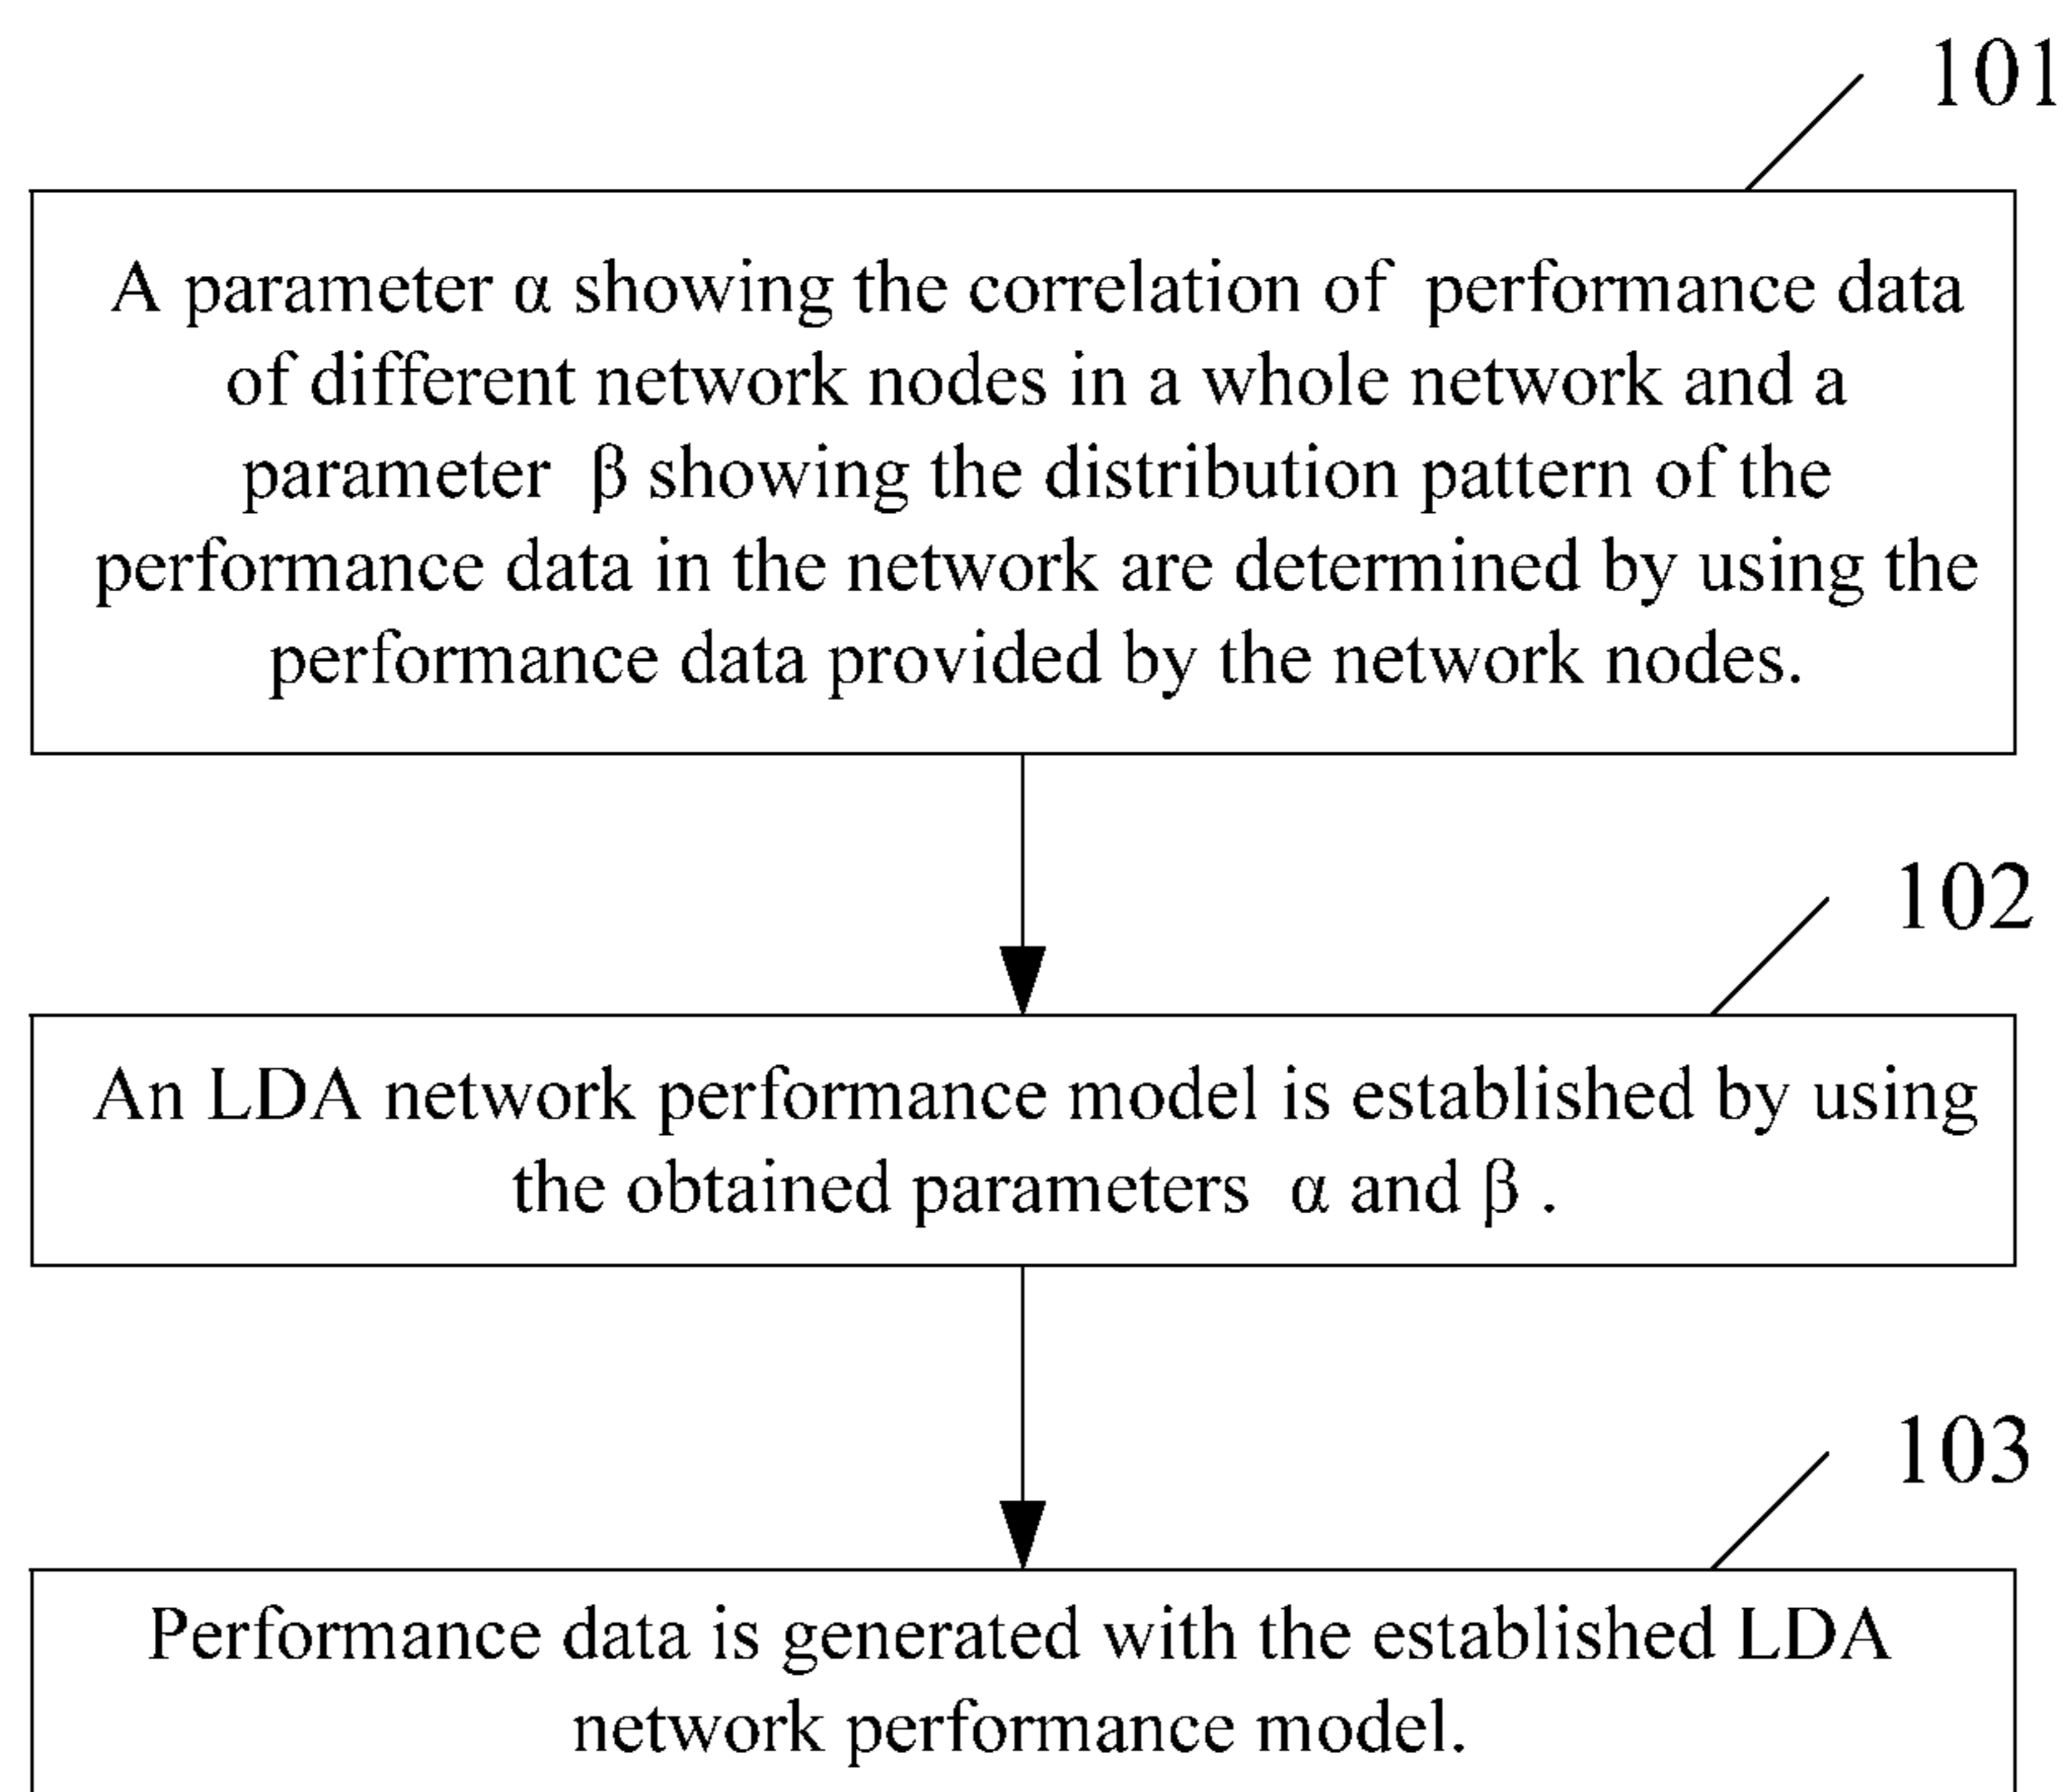 101
A parameter α showing the correlation of performance data
of different network nodes in a whole network and a
parameter β showing the distribution pattern of the
performance data in the network are determined by using the
performance data provided by the network nodes.
102
An LDA network performance model is established by using
the obtained parameters α and β .
103
Performance data is generated with the established LDA
network performance model.